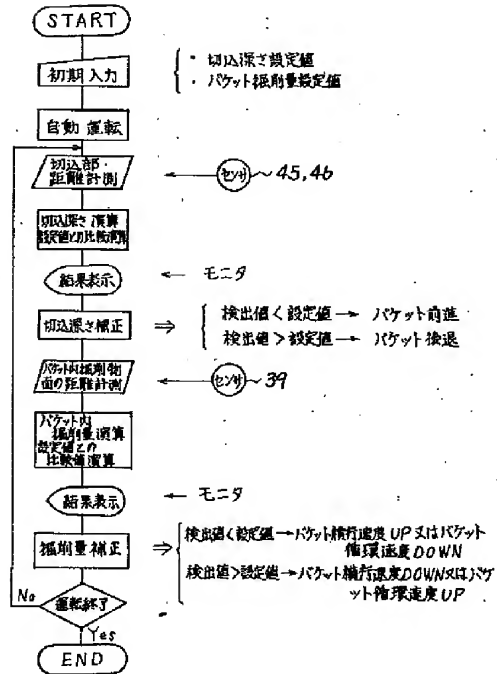 START
初期入力
・ 切込深さ設定値
・ バケット掘削量設定値
自動運転
切込部・
距離計測
センサ ~45,46
切込深さ演算
設定値との比較演算
結果表示
← モニタ
切込深さ補正
⇒
検出値<設定値→ バケット前進
検出値>設定値→ バケット後退
バケット内掘削物
面の距離計測
センサ ~39
バケット内
掘削量演算
設定値との
比較値演算
結果表示
← モニタ
掘削量補正
⇒
検出値<設定値→バケット横行速度UP又はバケット
循環速度DOWN
検出値>設定値→バケット横行速度DOWN又はバケ
ット循環速度UP
No
運転終了
Yes
END